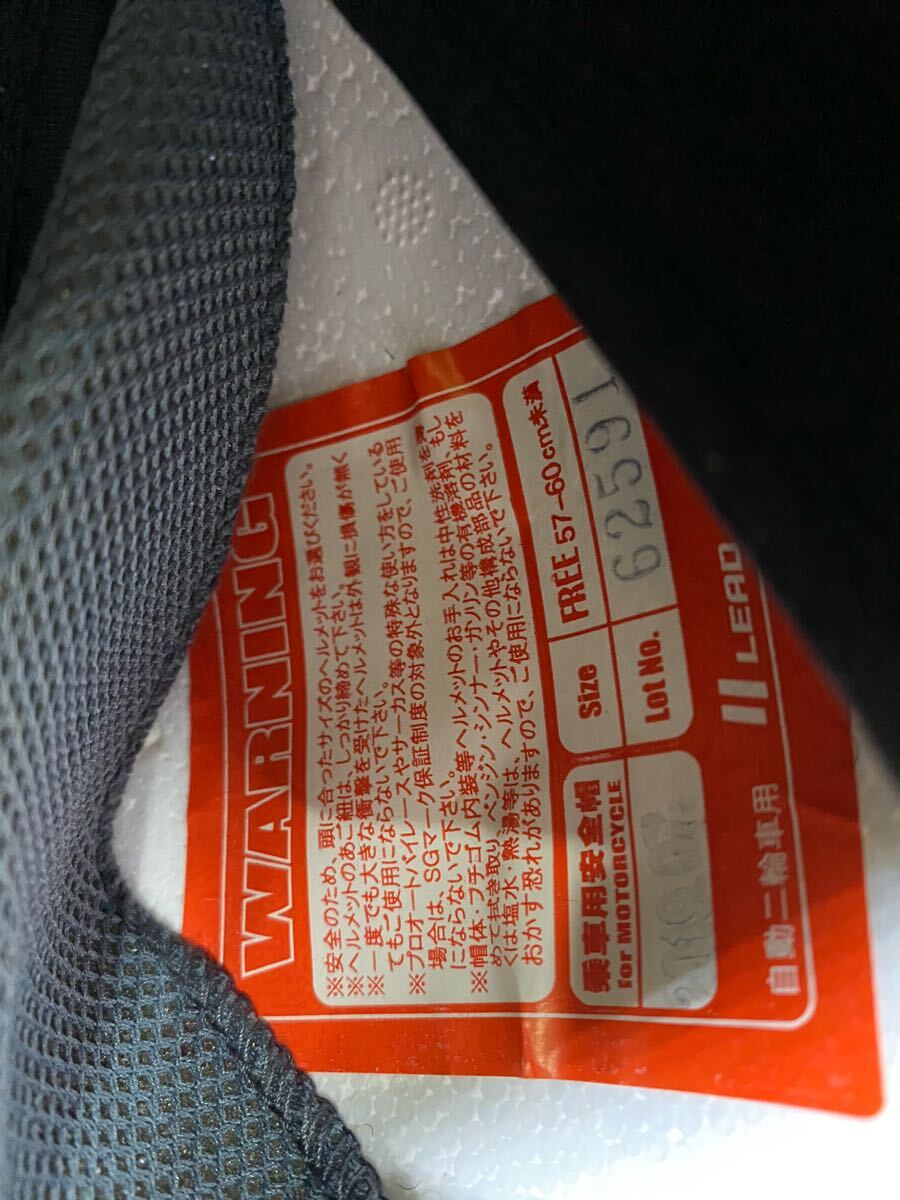 WARNING
※安全のため、頭に合ったサイズのヘルメットをお選びください。
※ヘルメットのあご紐は、しっかり締めて下さい。
※一度でも大きな衝撃を受けたヘルメットは外観に損傷が無く
てもご使用にならないで下さい。
※プロオートバイレースやサーカス等の特殊な使い方をしている
場合は、SGマーク保証制度の対象外となりますので、ご使用
にならないで下さい。
※帽体・フチゴム内装等ヘルメットのお手入れは中性洗剤を
めて拭き取り、ベンジン・シンナー・ガソリン等の有機溶剤、もし
くは塩水・熱湯等は、ヘルメットやその他構成部品の材料を
おかす恐れがありますので、ご使用にならないで下さい。
乗車用安全帽
for MOTORCYCLE
2019 07
Size FREE 57~60cm未満
Lot No. 62591
LEAD
自動二輪車用